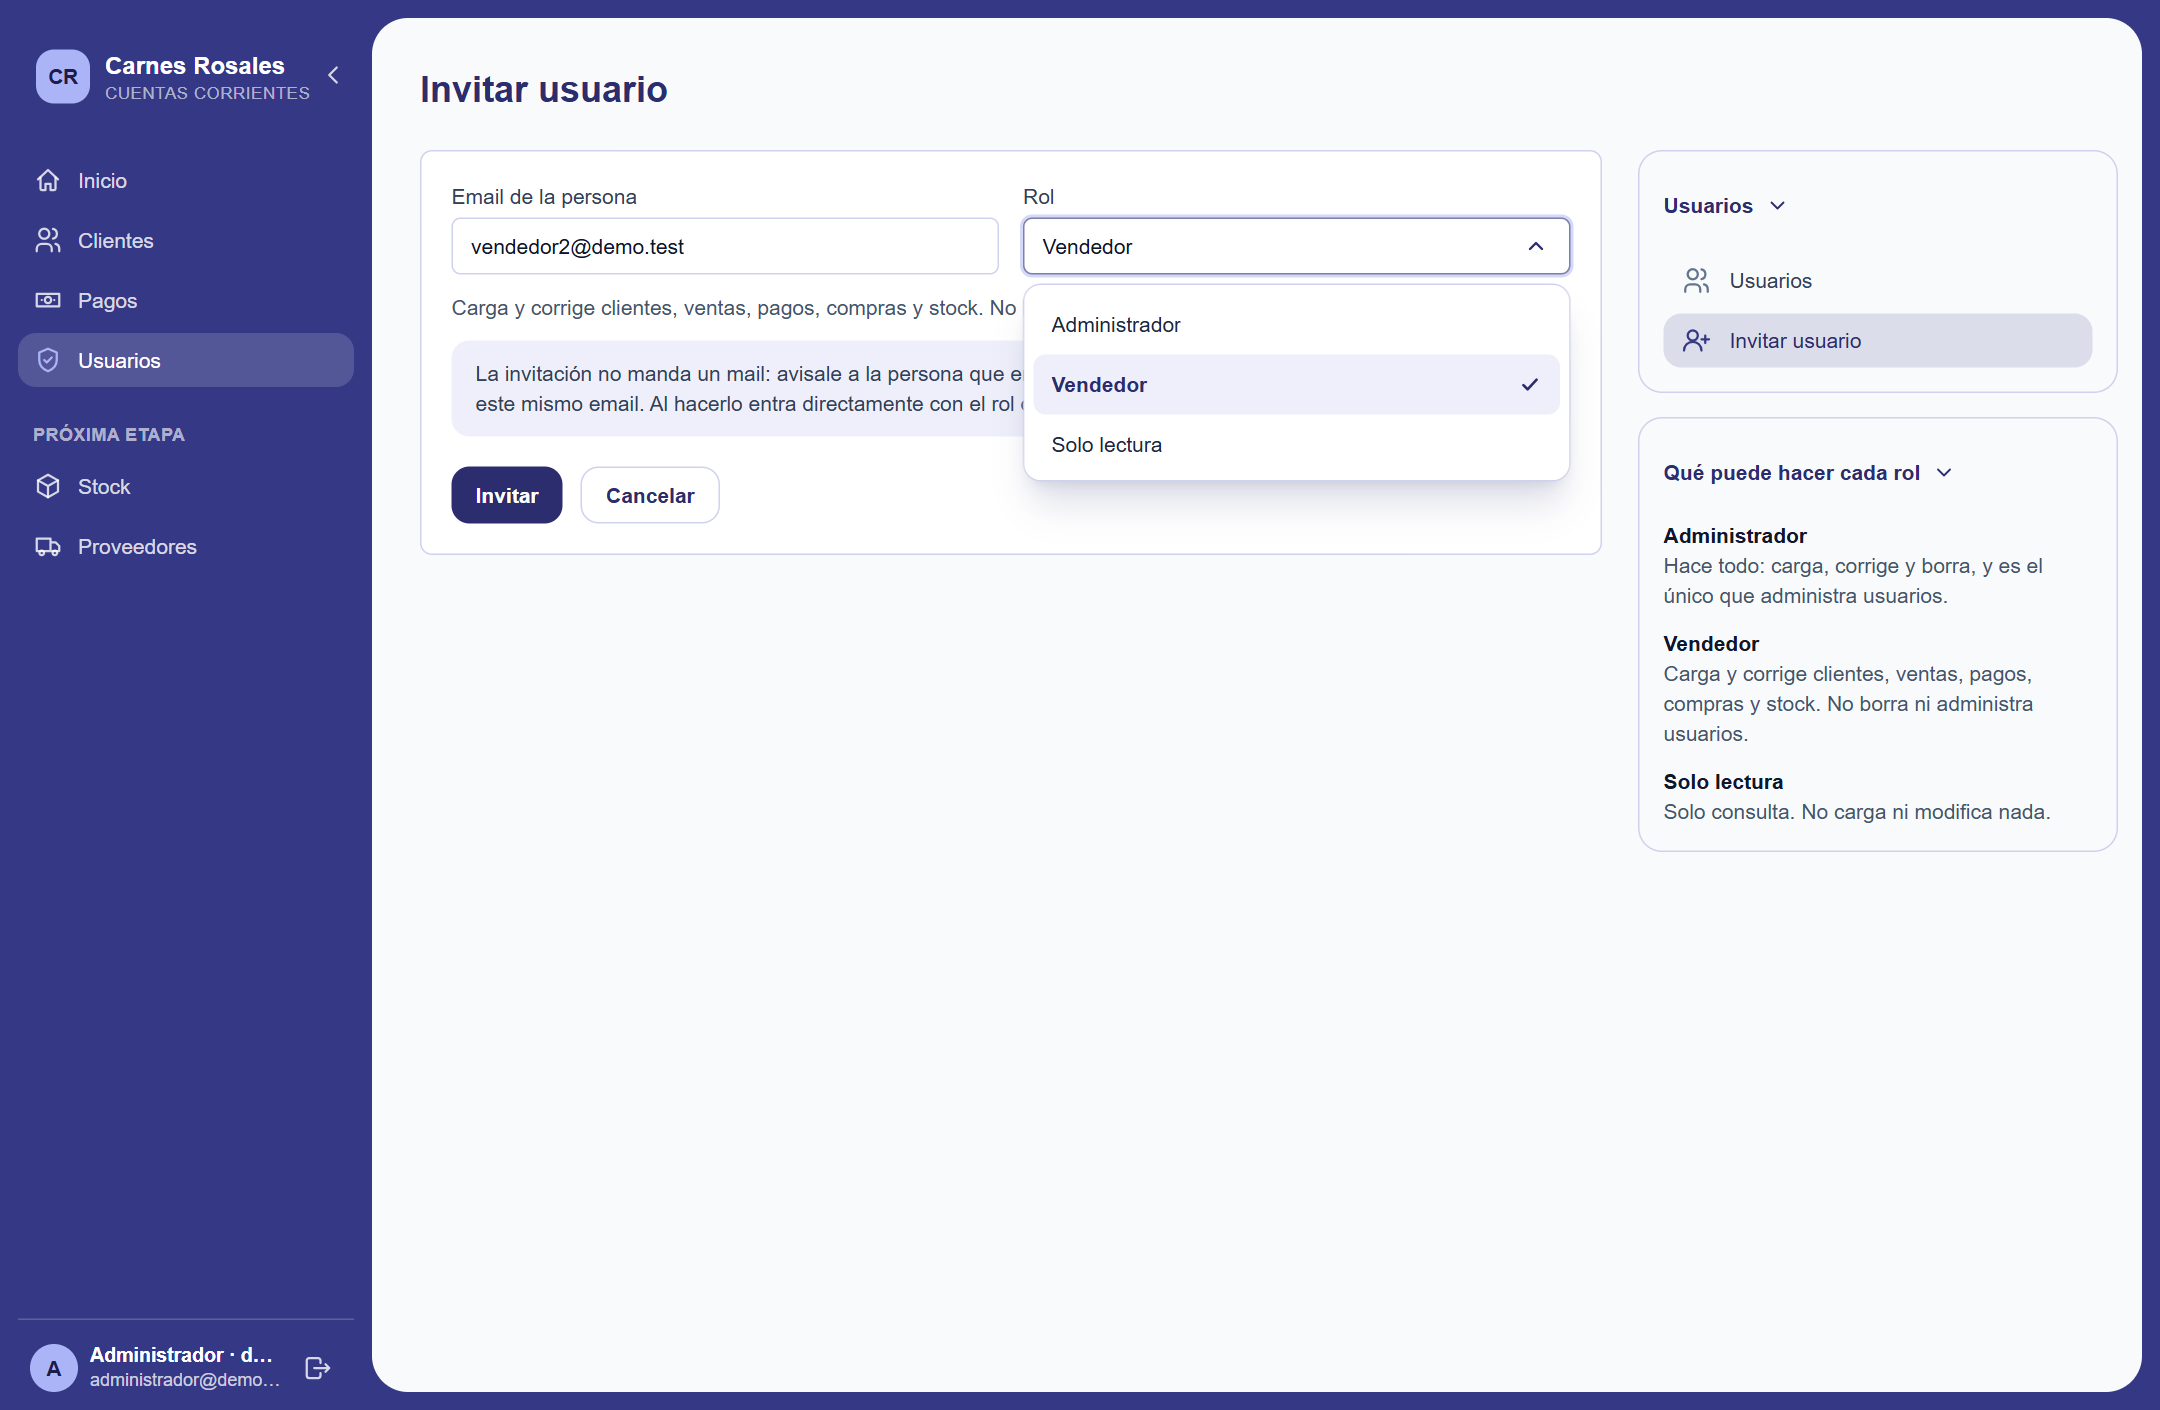 CR
Carnes Rosales
CUENTAS CORRIENTES
Inicio
Clientes
Pagos
Usuarios
PRÓXIMA ETAPA
Stock
Proveedores
A
Administrador · d...
administrador@demo...
Invitar usuario
Email de la persona
vendedor2@demo.test
Rol
Vendedor
Carga y corrige clientes, ventas, pagos, compras y stock. No
La invitación no manda un mail: avisale a la persona que
este mismo email. Al hacerlo entra directamente con el rol
Administrador
Vendedor
Solo lectura
Invitar
Cancelar
Usuarios
Usuarios
Invitar usuario
Qué puede hacer cada rol
Administrador
Hace todo: carga, corrige y borra, y es el
único que administra usuarios.
Vendedor
Carga y corrige clientes, ventas, pagos,
compras y stock. No borra ni administra
usuarios.
Solo lectura
Solo consulta. No carga ni modifica nada.